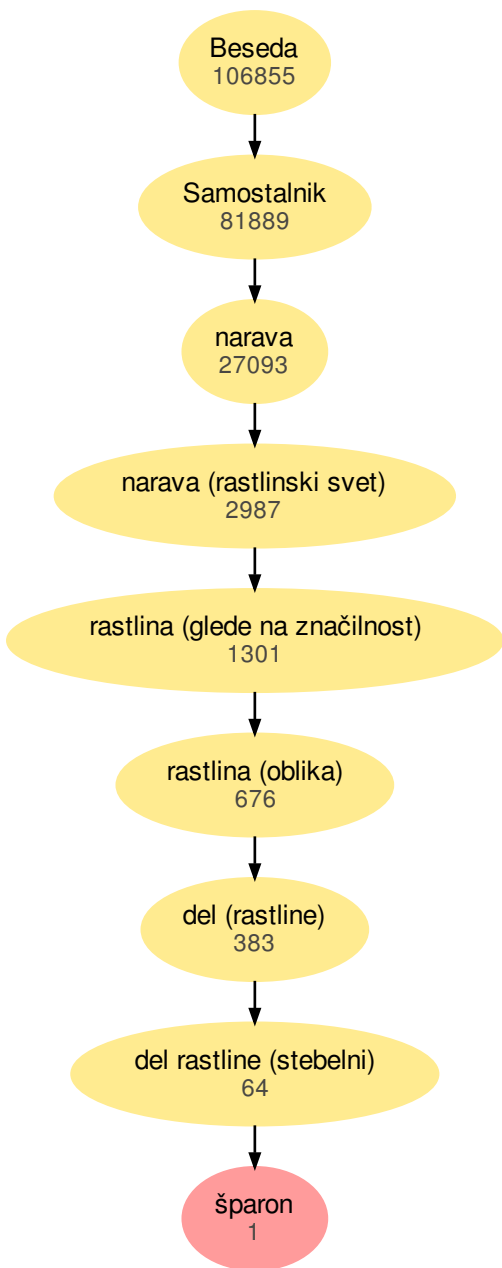 Beseda
106855
Samostalnik
81889
narava
27093
narava (rastlinski svet)
2987
rastlina (glede na značilnost)
1301
rastlina (oblika)
676
del (rastline)
383
del rastline (stebelni)
64
šparon
1